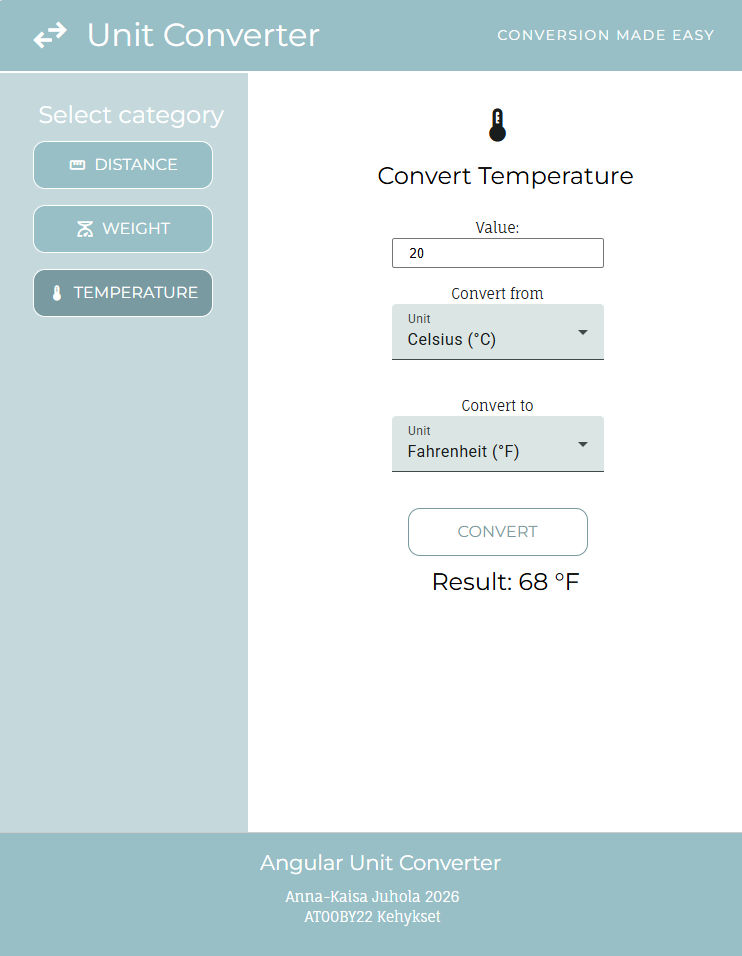 Unit Converter
CONVERSION MADE EASY
Select category
DISTANCE
WEIGHT
TEMPERATURE
Convert Temperature
Value:
20
Convert from
Unit
Celsius (°C)
Convert to
Unit
Fahrenheit (°F)
CONVERT
Result: 68 °F
Angular Unit Converter
Anna-Kaisa Juhola 2026
AT00BY22 Kehykset